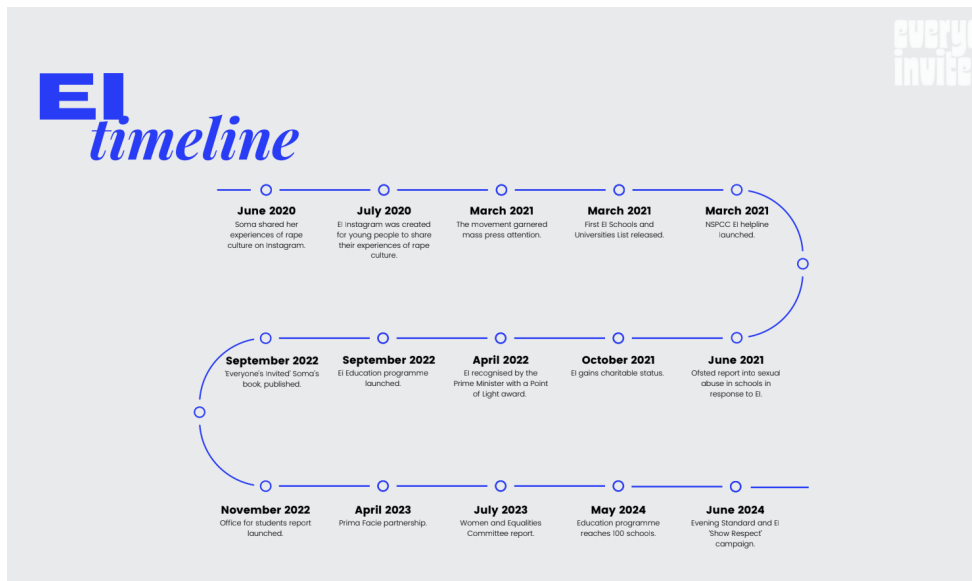 every
invite
EI
timeline
June 2020
Soma shared her
experiences of rape
culture on Instagram.
July 2020
EI Instagram was created
for young people to share
their experiences of rape
culture.
March 2021
The movement garnered
mass press attention.
March 2021
First EI Schools and
Universities List released.
March 2021
NSPCC EI helpline
launched.
June 2021
Ofsted report into sexual
abuse in schools in
response to EI.
October 2021
EI gains charitable status.
April 2022
EI recognised by the
Prime Minister with a Point
of Light award.
September 2022
EI Education programme
launched.
September 2022
'Everyone's Invited' Soma's
book, published.
November 2022
Office for students report
launched.
April 2023
Prima Facie partnership.
July 2023
Women and Equalities
Committee report.
May 2024
Education programme
reaches 100 schools.
June 2024
Evening Standard and EI
'Show Respect'
campaign.